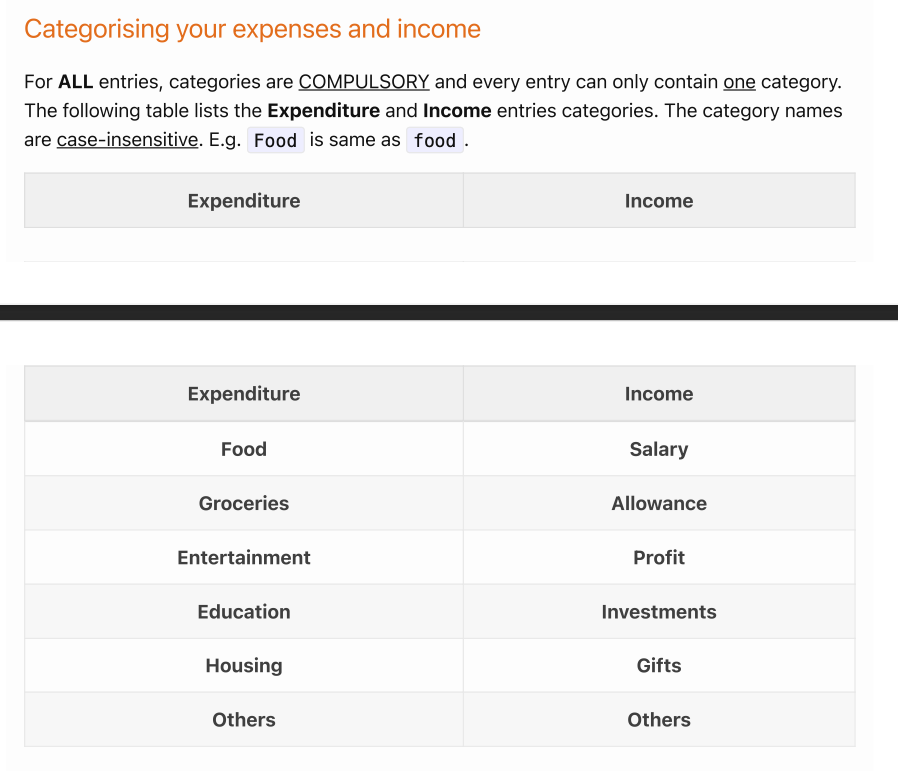 Categorising your expenses and income
For ALL entries, categories are COMPULSORY and every entry can only contain one category.
The following table lists the Expenditure and Income entries categories. The category names
are case-insensitive. E.g. Food is same as food.
Expenditure Income
Expenditure Income
Food Salary
Groceries Allowance
Entertainment Profit
Education Investments
Housing Gifts
Others Others